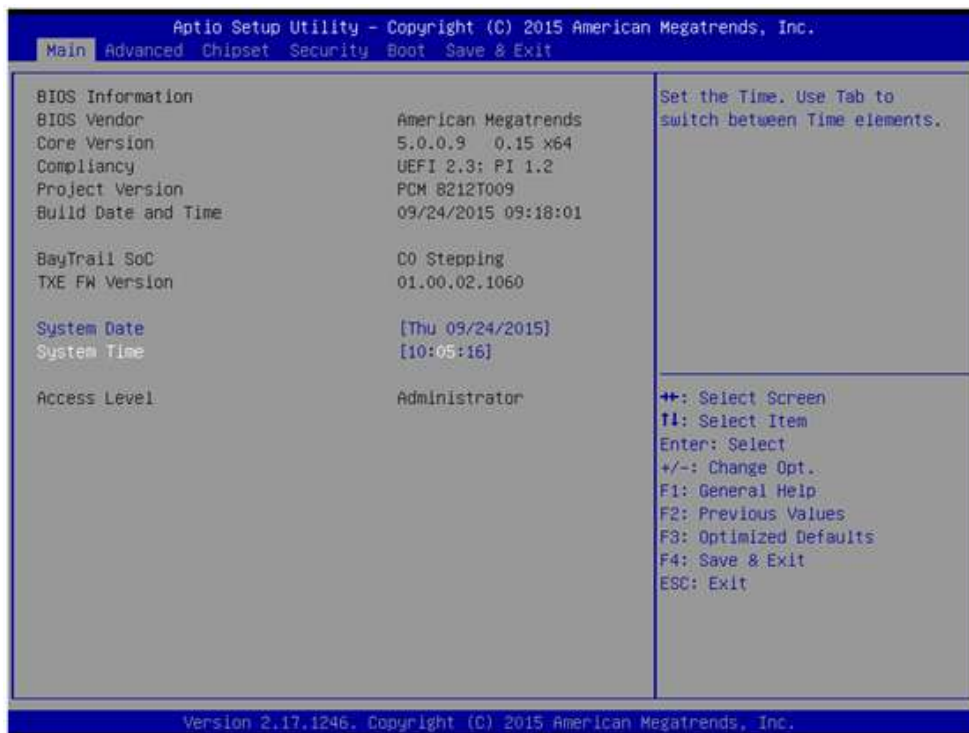 Aptio Setup Utility – Copyright (C) 2015 American Megatrends, Inc.
Main Advanced Chipset Security Boot Save & Exit
BIOS Information
BIOS Vendor American Megatrends
Core Version 5.0.0.9 0.15 x64
Compliancy UEFI 2.3; PI 1.2
Project Version PCM 8212T009
Build Date and Time 09/24/2015 09:18:01
BayTrail SoC C0 Stepping
TXE FW Version 01.00.02.1060
System Date [Thu 09/24/2015]
System Time [10:05:16]
Access Level Administrator
Set the Time. Use Tab to
switch between Time elements.
→←: Select Screen
↑↓: Select Item
Enter: Select
+/-: Change Opt.
F1: General Help
F2: Previous Values
F3: Optimized Defaults
F4: Save & Exit
ESC: Exit
Version 2.17.1246. Copyright (C) 2015 American Megatrends, Inc.